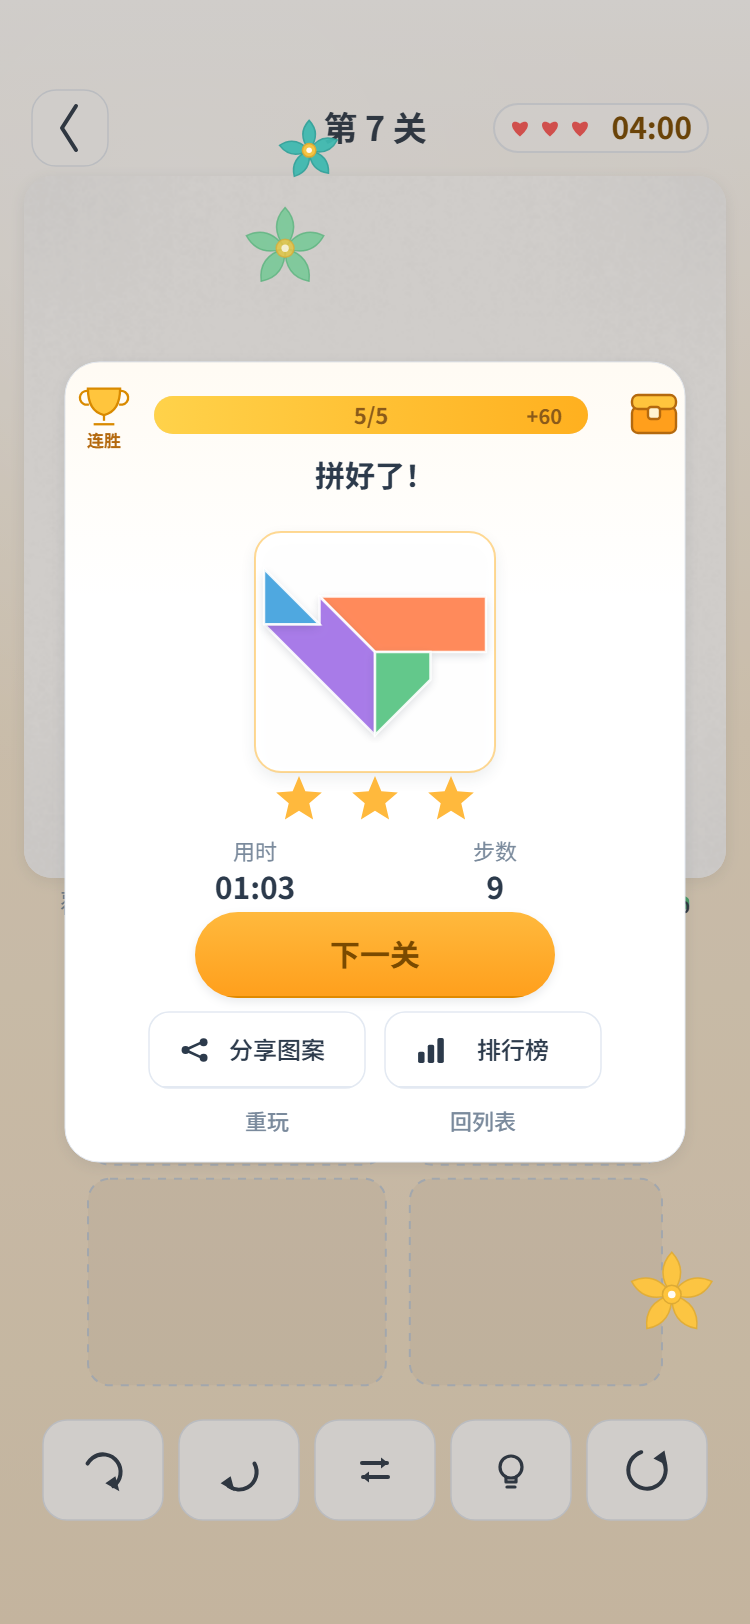 第 7 关
04:00
5/5
+60
连胜
拼好了！
用时
步数
01:03
9
下一关
分享图案
排行榜
重玩
回列表